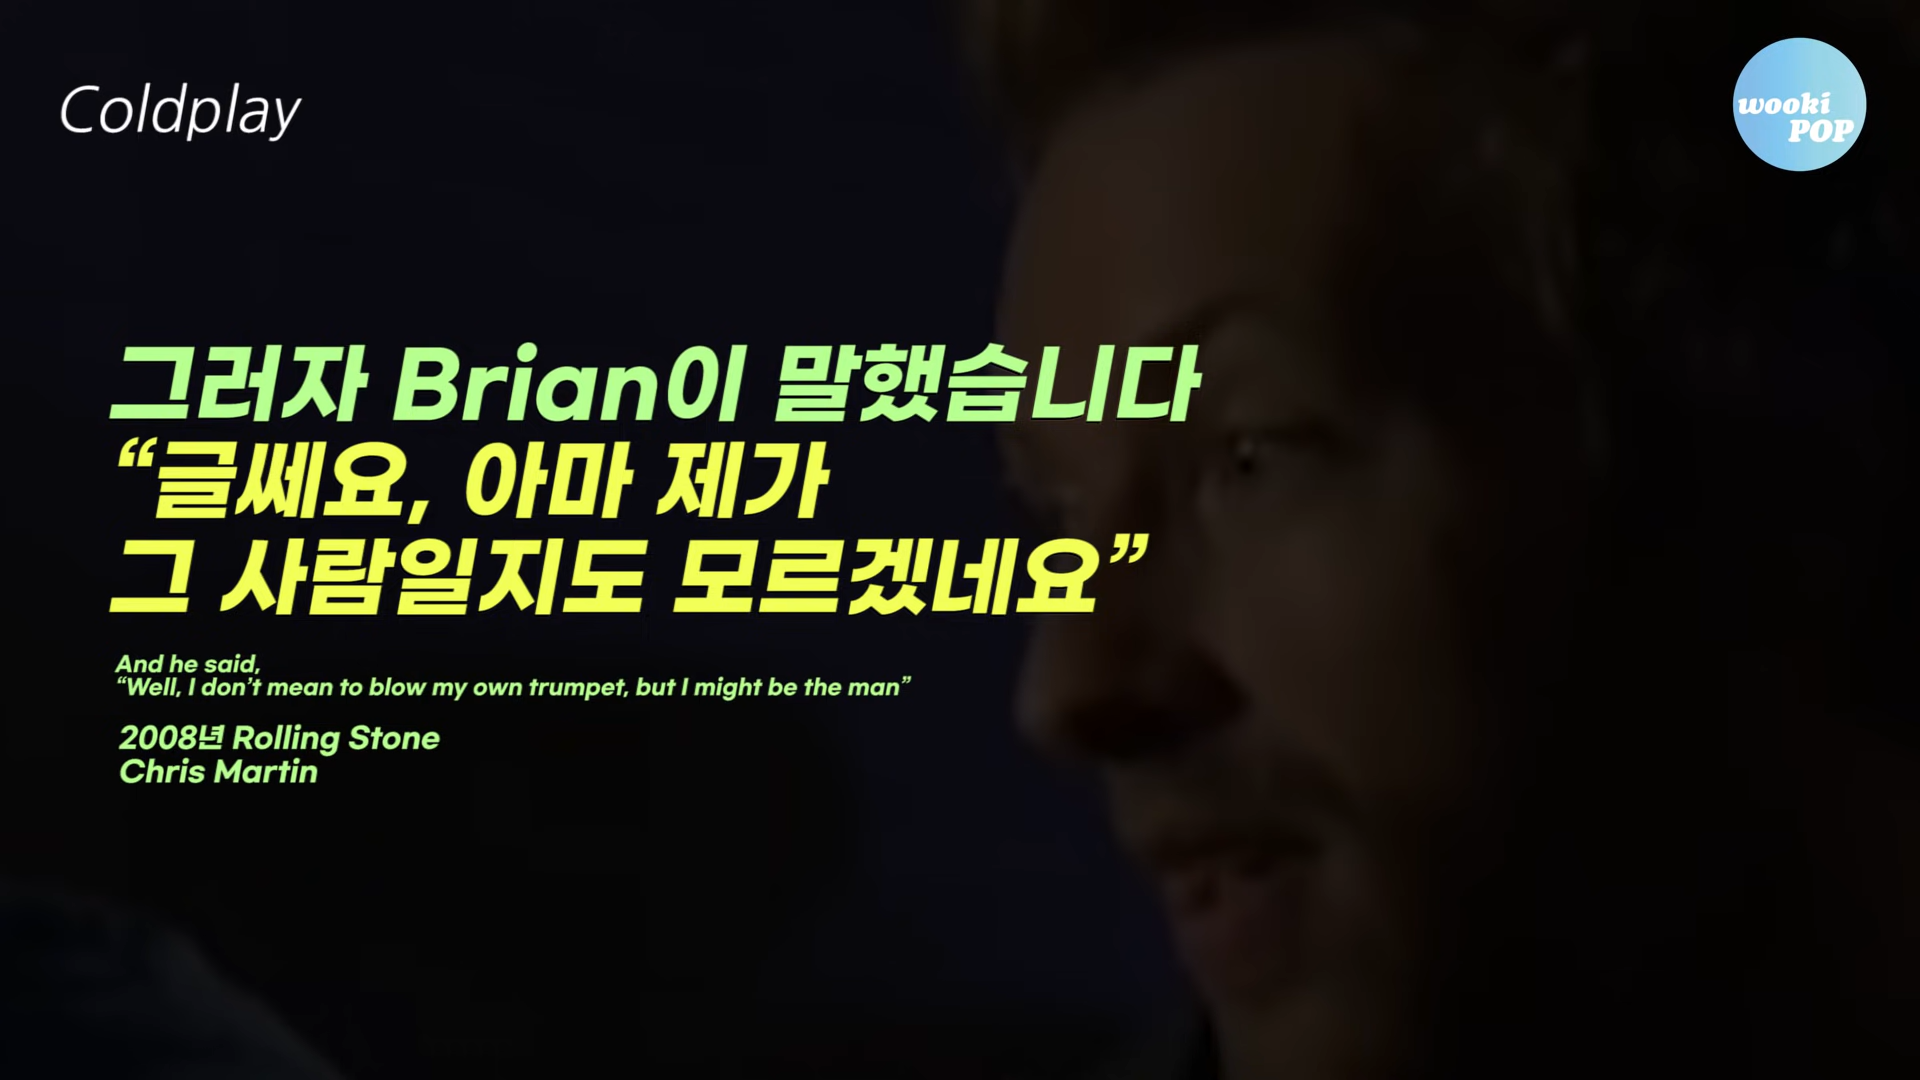 Coldplay
wooki
POP
그러자 Brian이 말했습니다
“글쎄요, 아마 제가
그 사람일지도 모르겠네요”
And he said,
“Well, I don’t mean to blow my own trumpet, but I might be the man”
2008년 Rolling Stone
Chris Martin